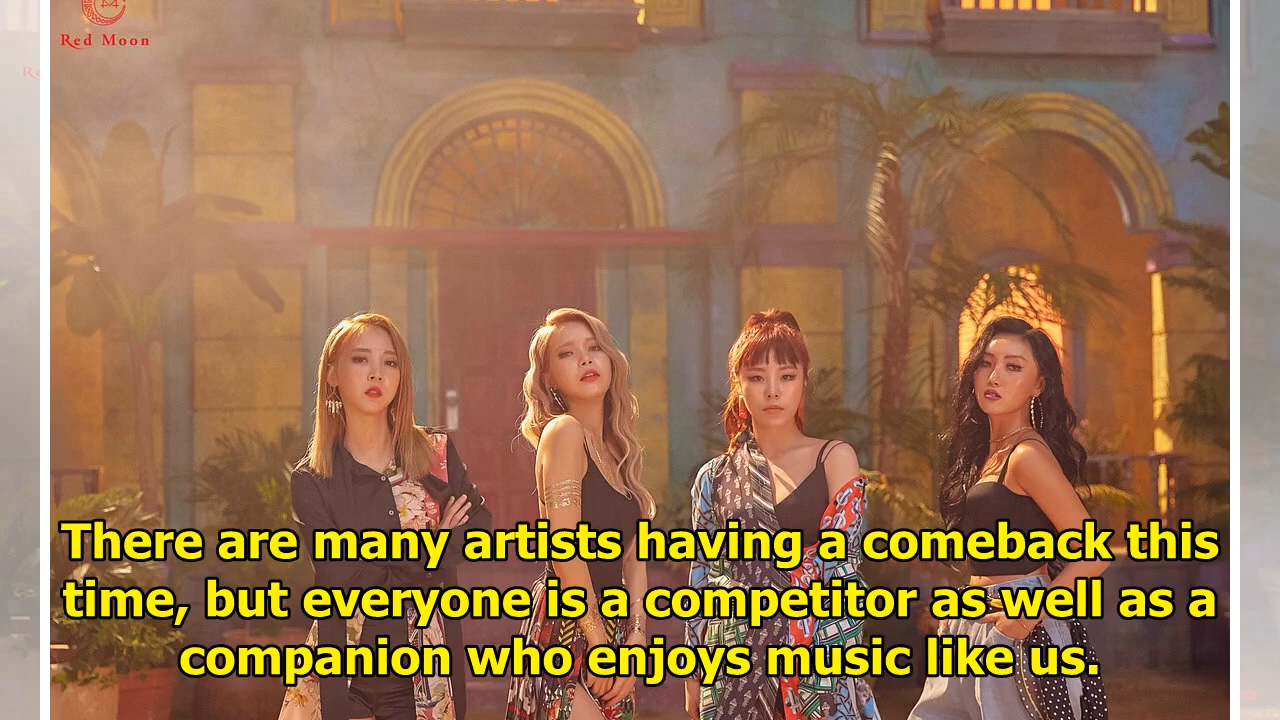 Red Moon
There are many artists having a comeback this
time, but everyone is a competitor as well as a
companion who enjoys music like us.